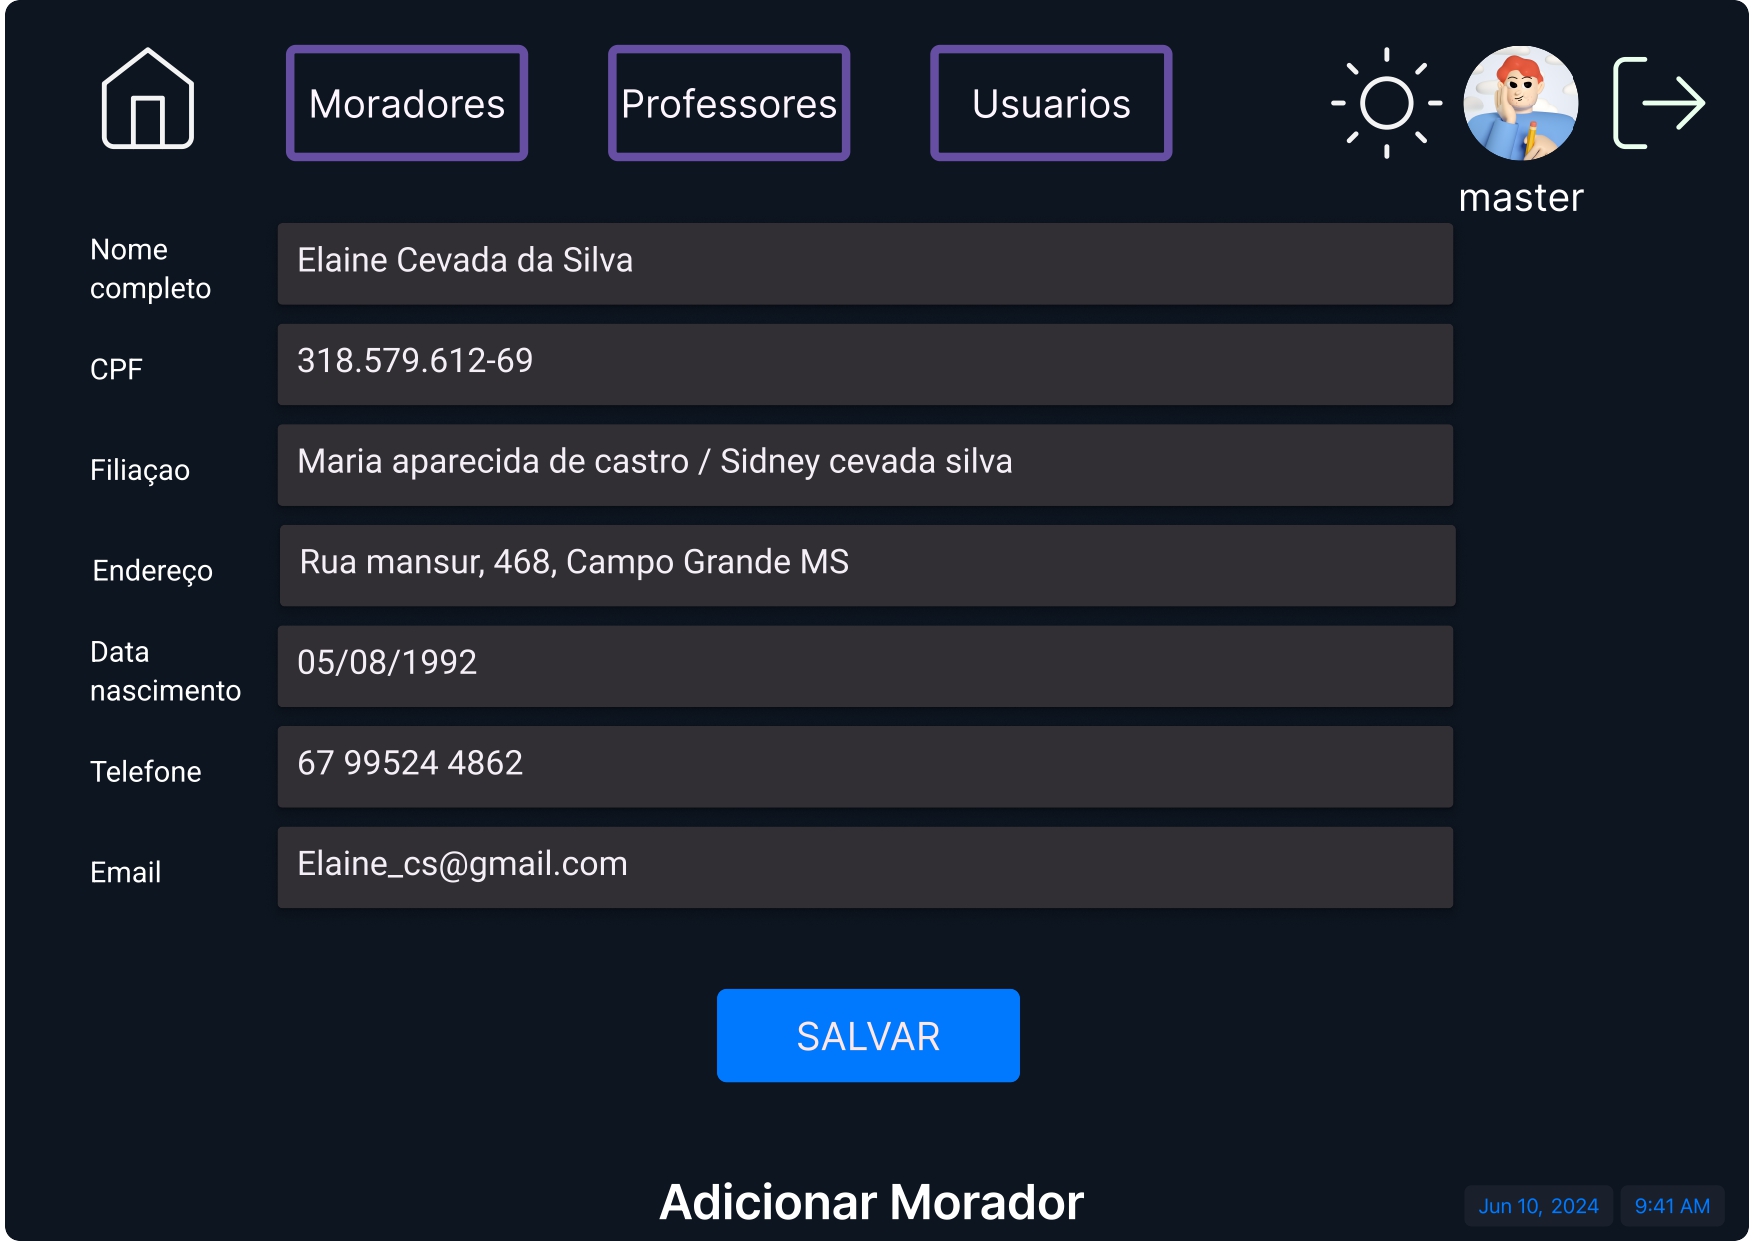 Moradores
Professores
Usuarios
master
Nome
completo
Elaine Cevada da Silva
CPF
318.579.612-69
Filiaçao
Maria aparecida de castro / Sidney cevada silva
Endereço
Rua mansur, 468, Campo Grande MS
Data
nascimento
05/08/1992
Telefone
67 99524 4862
Email
Elaine_cs@gmail.com
SALVAR
Adicionar Morador
Jun 10, 2024
9:41 AM